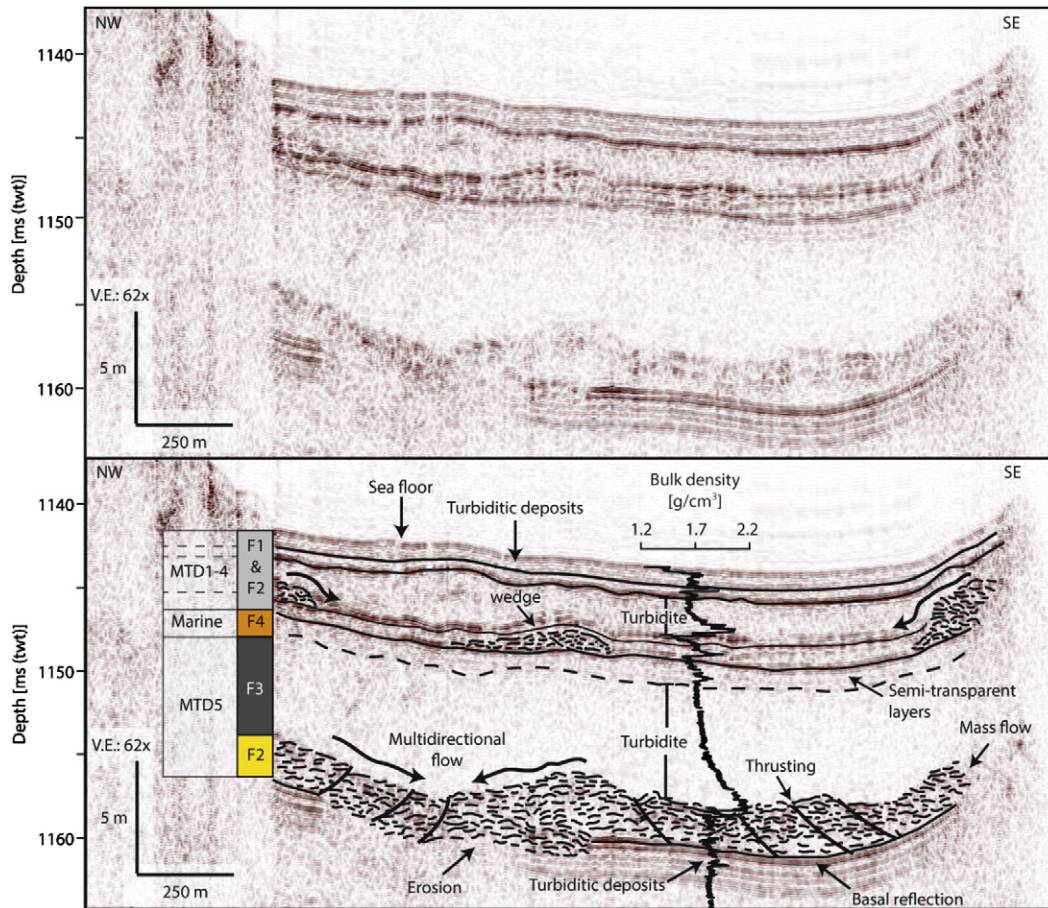 NW
SE
1140
1150
1160
Depth [ms (twt)]
V.E.: 62x
5 m
250 m
NW
SE
1140
1150
1160
Depth [ms (twt)]
Sea floor
Turbiditic deposits
Bulk density
[g/cm³]
1.2 1.7 2.2
MTD1-4
F1
&
F2
Marine
F4
MTD5
F3
F2
wedge
Turbidite
Semi-transparent
layers
Turbidite
Mass flow
Multidirectional
flow
Thrusting
V.E.: 62x
5 m
250 m
Erosion
Turbiditic deposits
Basal reflection